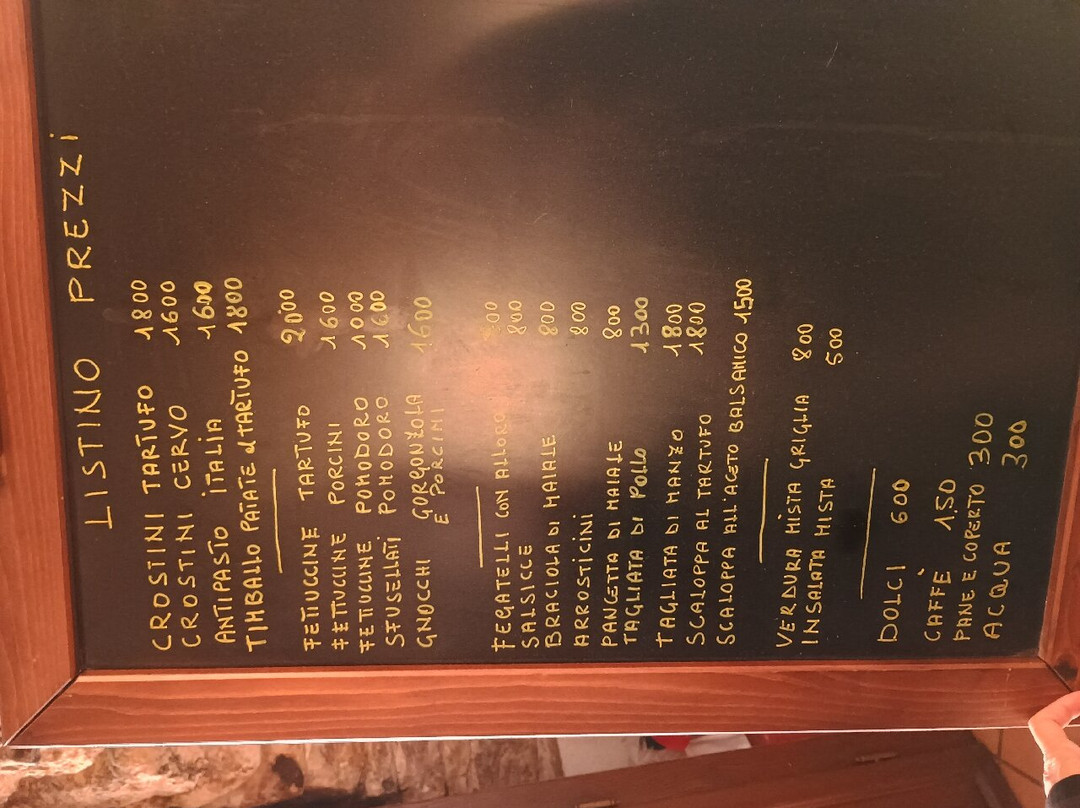 LISTINO PREZZI
CROSTINI TARTUFO 1800
CROSTINI CERVO 1600
ANTIPASTO ITALIA 1600
TIMBALLO PATATE e TARTUFO 1800
FETTUCCINE TARTUFO 2000
FETTUCCINE PORCINI 1600
FETTUCCINE POMODORO 1000
SFUSELLATI POMODORO 1600
GNOCCHI GORGONZOLA 1600
E PORCINI
FEGATELLI CON ALLORO
SALSICCE 800
BRACIOLA DI MAIALE 800
ARROSTICINI 800
PANCETTA DI MAIALE 800
TAGLIATA DI POLLO 1300
TAGLIATA DI MANZO 1800
SCALOPPA AL TARTUFO 1800
SCALOPPA ALL'ACETO BALSAMICO 1500
VERDURA MISTA GRIGLIA 800
INSALATA MISTA 500
DOLCI 600
CAFFÈ 1,50
PANE E COPERTO 300
ACQUA 300